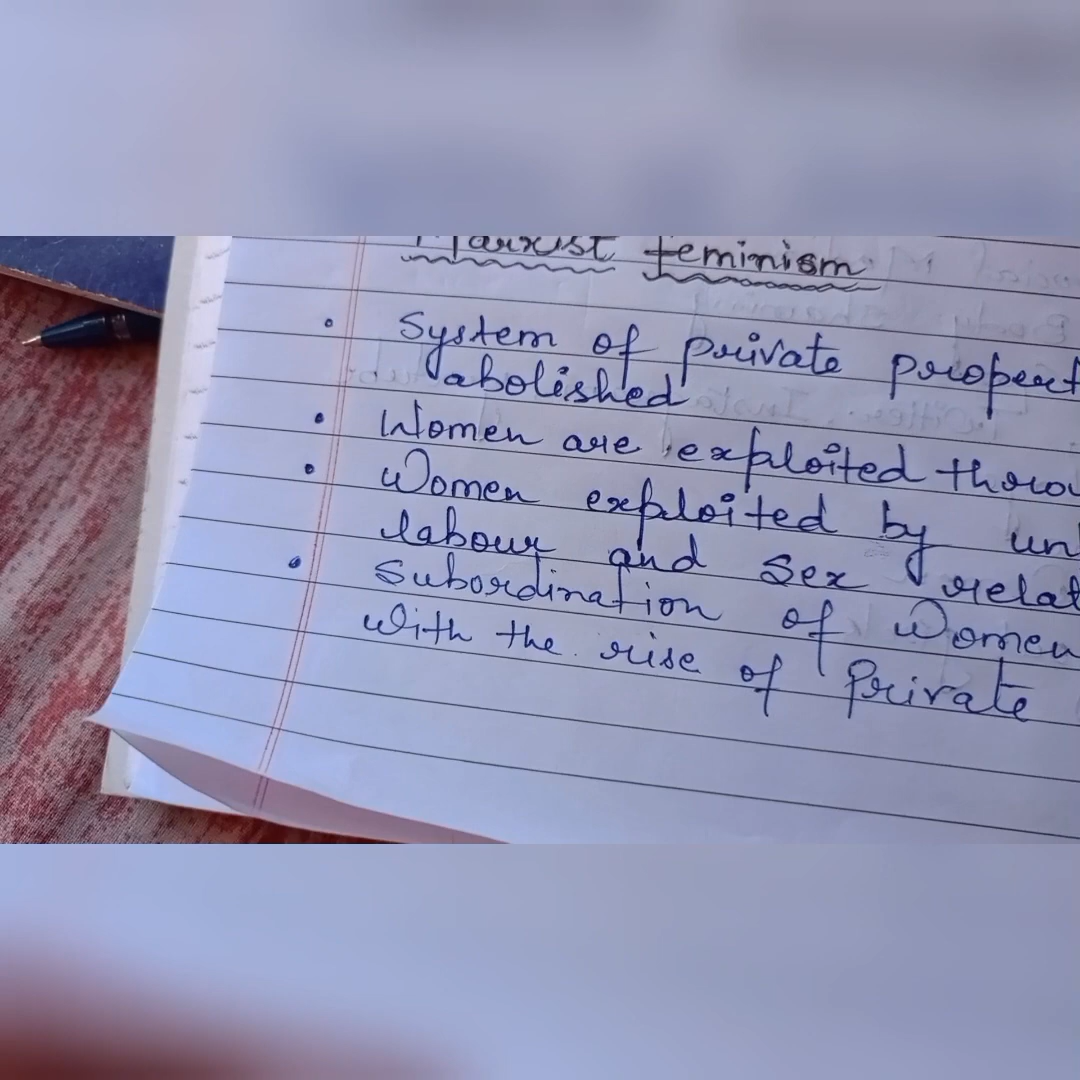 Marxist feminism
System of private propert
abolished
Women are exploited throu
Women exploited by un
labour and sex relat
Subordination of Women
With the rise of Private